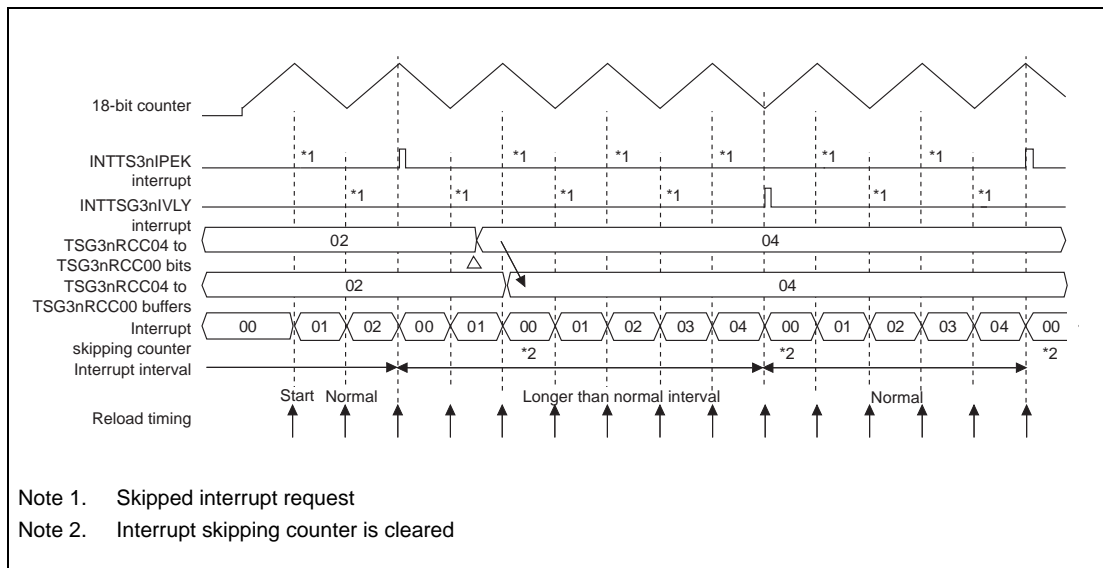 18-bit counter
INTTS3nIPEK
interrupt
*1 *1 *1 *1 *1 *1
INTTSG3nIVLY
interrupt
*1 *1 *1 *1 *1 *1
TSG3nRCC04 to
TSG3nRCC00 bits
02 04
TSG3nRCC04 to
TSG3nRCC00 buffers
02 04
Interrupt
skipping counter
00 01 02 00 01 00 01 02 03 04 00 01 02 03 04 00
*2 *2 *2
Interrupt interval
Start Normal Longer than normal interval Normal
Reload timing
Note 1. Skipped interrupt request
Note 2. Interrupt skipping counter is cleared